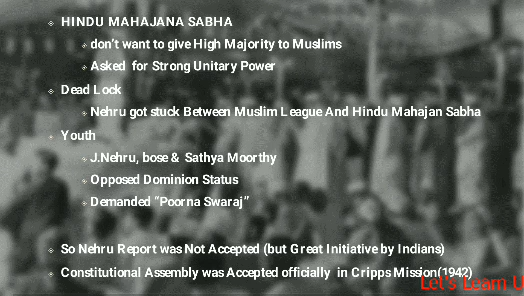 HINDU MAHAJANA SABHA
don't want to give High Majority to Muslims
Asked for Strong Unitary Power
Dead Lock
Nehru got stuck Between Muslim League And Hindu Mahajan Sabha
Youth
J.Nehru, bose & Sathya Moorthy
Opposed Dominion Status
Demanded "Poorna Swaraj"
So Nehru Report was Not Accepted (but Great Initiative by Indians)
Constitutional Assembly was Accepted officially in Cripps Mission(1942)
Let's Learn U